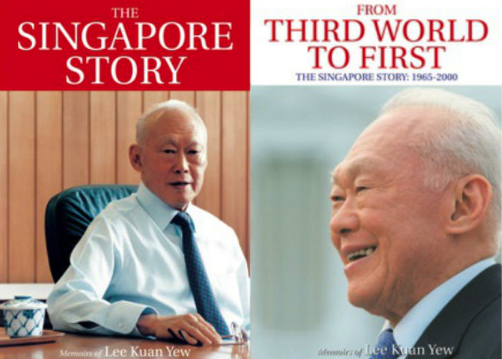 THE
SINGAPORE
STORY
Memoirs of Lee Kuan Yew
FROM
THIRD WORLD
TO FIRST
THE SINGAPORE STORY: 1965-2000
Memoirs of Lee Kuan Yew